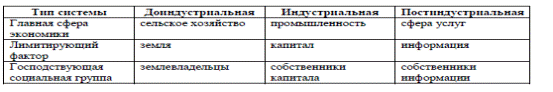 Тип системы Доиндустриальная Индустриальная Постиндустриальная
Главная сфера экономики сельское хозяйство промышленность сфера услуг
Лимитирующий фактор земля капитал информация
Господствующая социальная группа землевладельцы собственники капитала собственники информации